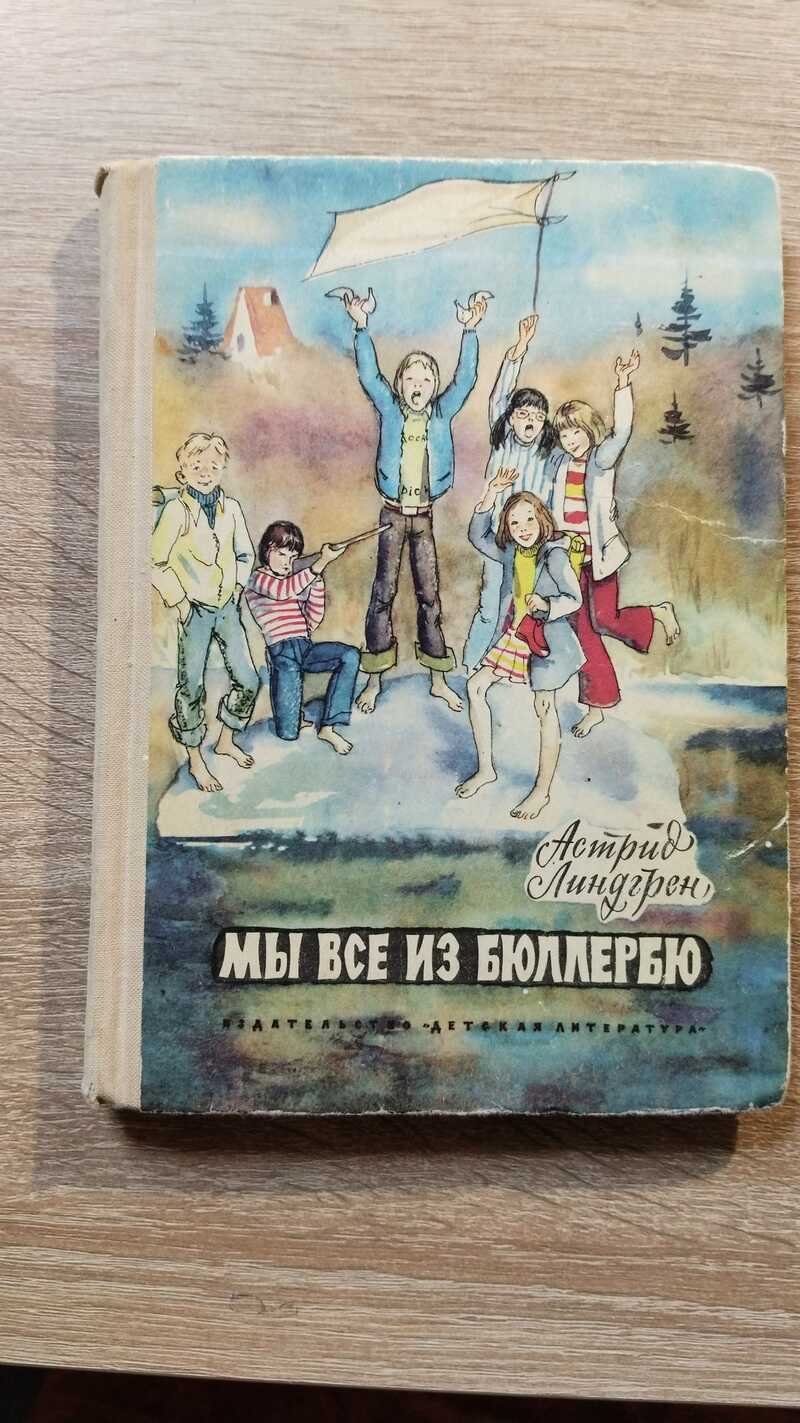 Астрид
Линдгрен
МЫ ВСЕ ИЗ БЮЛЛЕРБЮ
ИЗДАТЕЛЬСТВО «ДЕТСКАЯ ЛИТЕРАТУРА»